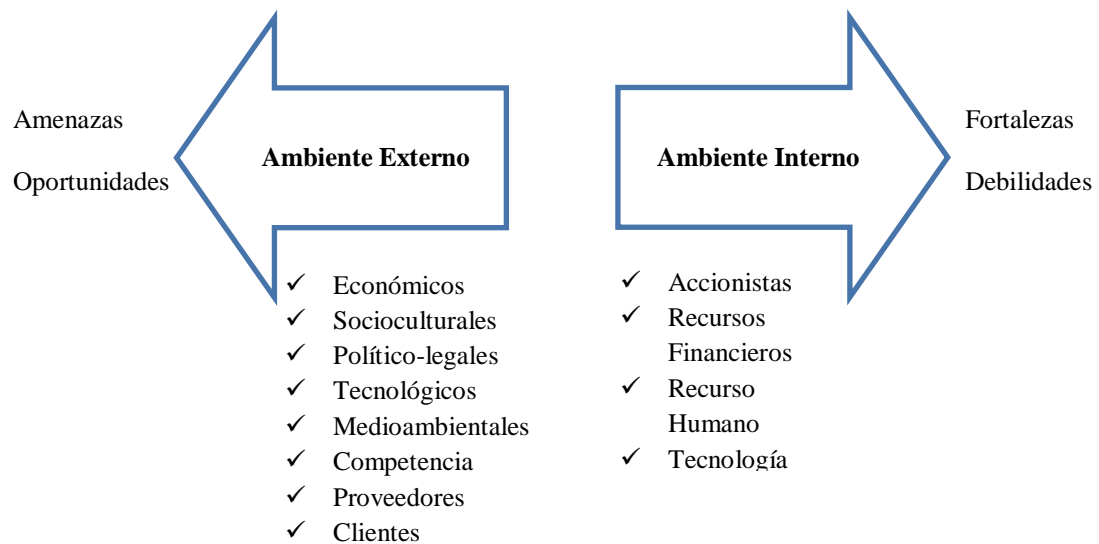 Amenazas
Oportunidades
Ambiente Externo
✓ Económicos
✓ Socioculturales
✓ Político-legales
✓ Tecnológicos
✓ Medioambientales
✓ Competencia
✓ Proveedores
✓ Clientes
Ambiente Interno
✓ Accionistas
✓ Recursos
Financieros
✓ Recurso
Humano
✓ Tecnología
Fortalezas
Debilidades